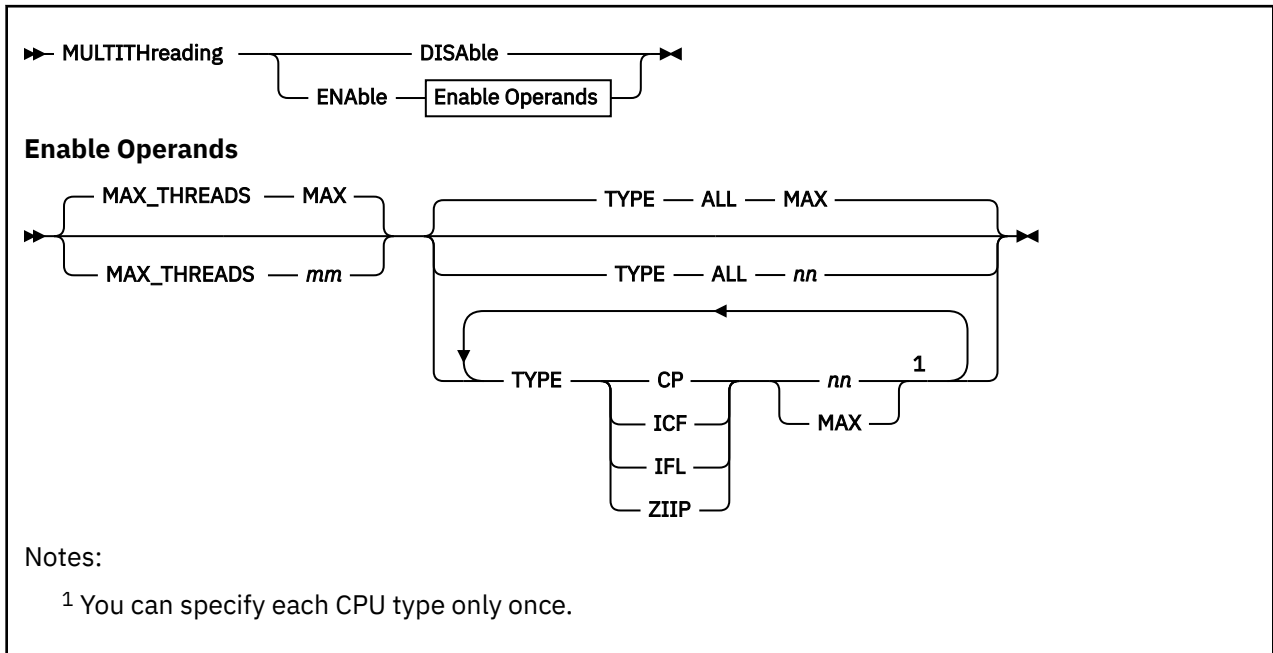 MULTITHreading DISAble
ENAble Enable Operands
Enable Operands
MAX_THREADS MAX TYPE ALL MAX
MAX_THREADS mm TYPE ALL nn
TYPE CP nn 1
ICF MAX
IFL
ZIIP
Notes:
1 You can specify each CPU type only once.